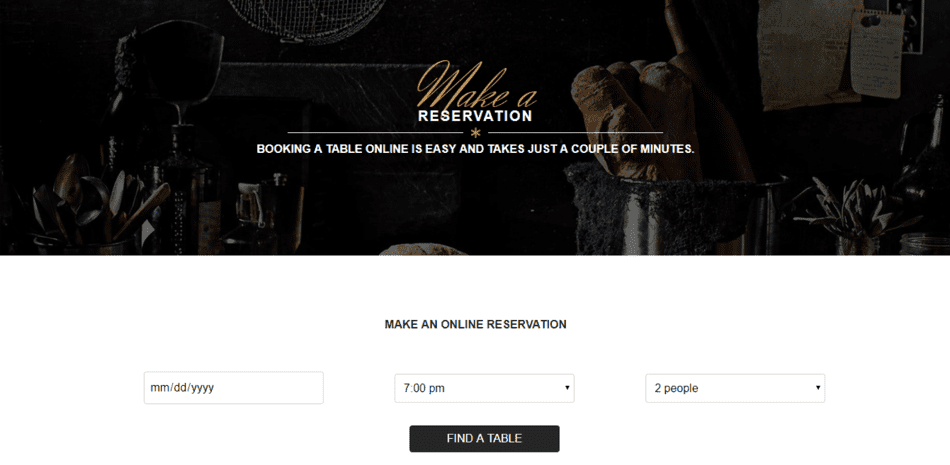 Make a
RESERVATION
BOOKING A TABLE ONLINE IS EASY AND TAKES JUST A COUPLE OF MINUTES.
MAKE AN ONLINE RESERVATION
mm/dd/yyyy
7:00 pm
2 people
FIND A TABLE